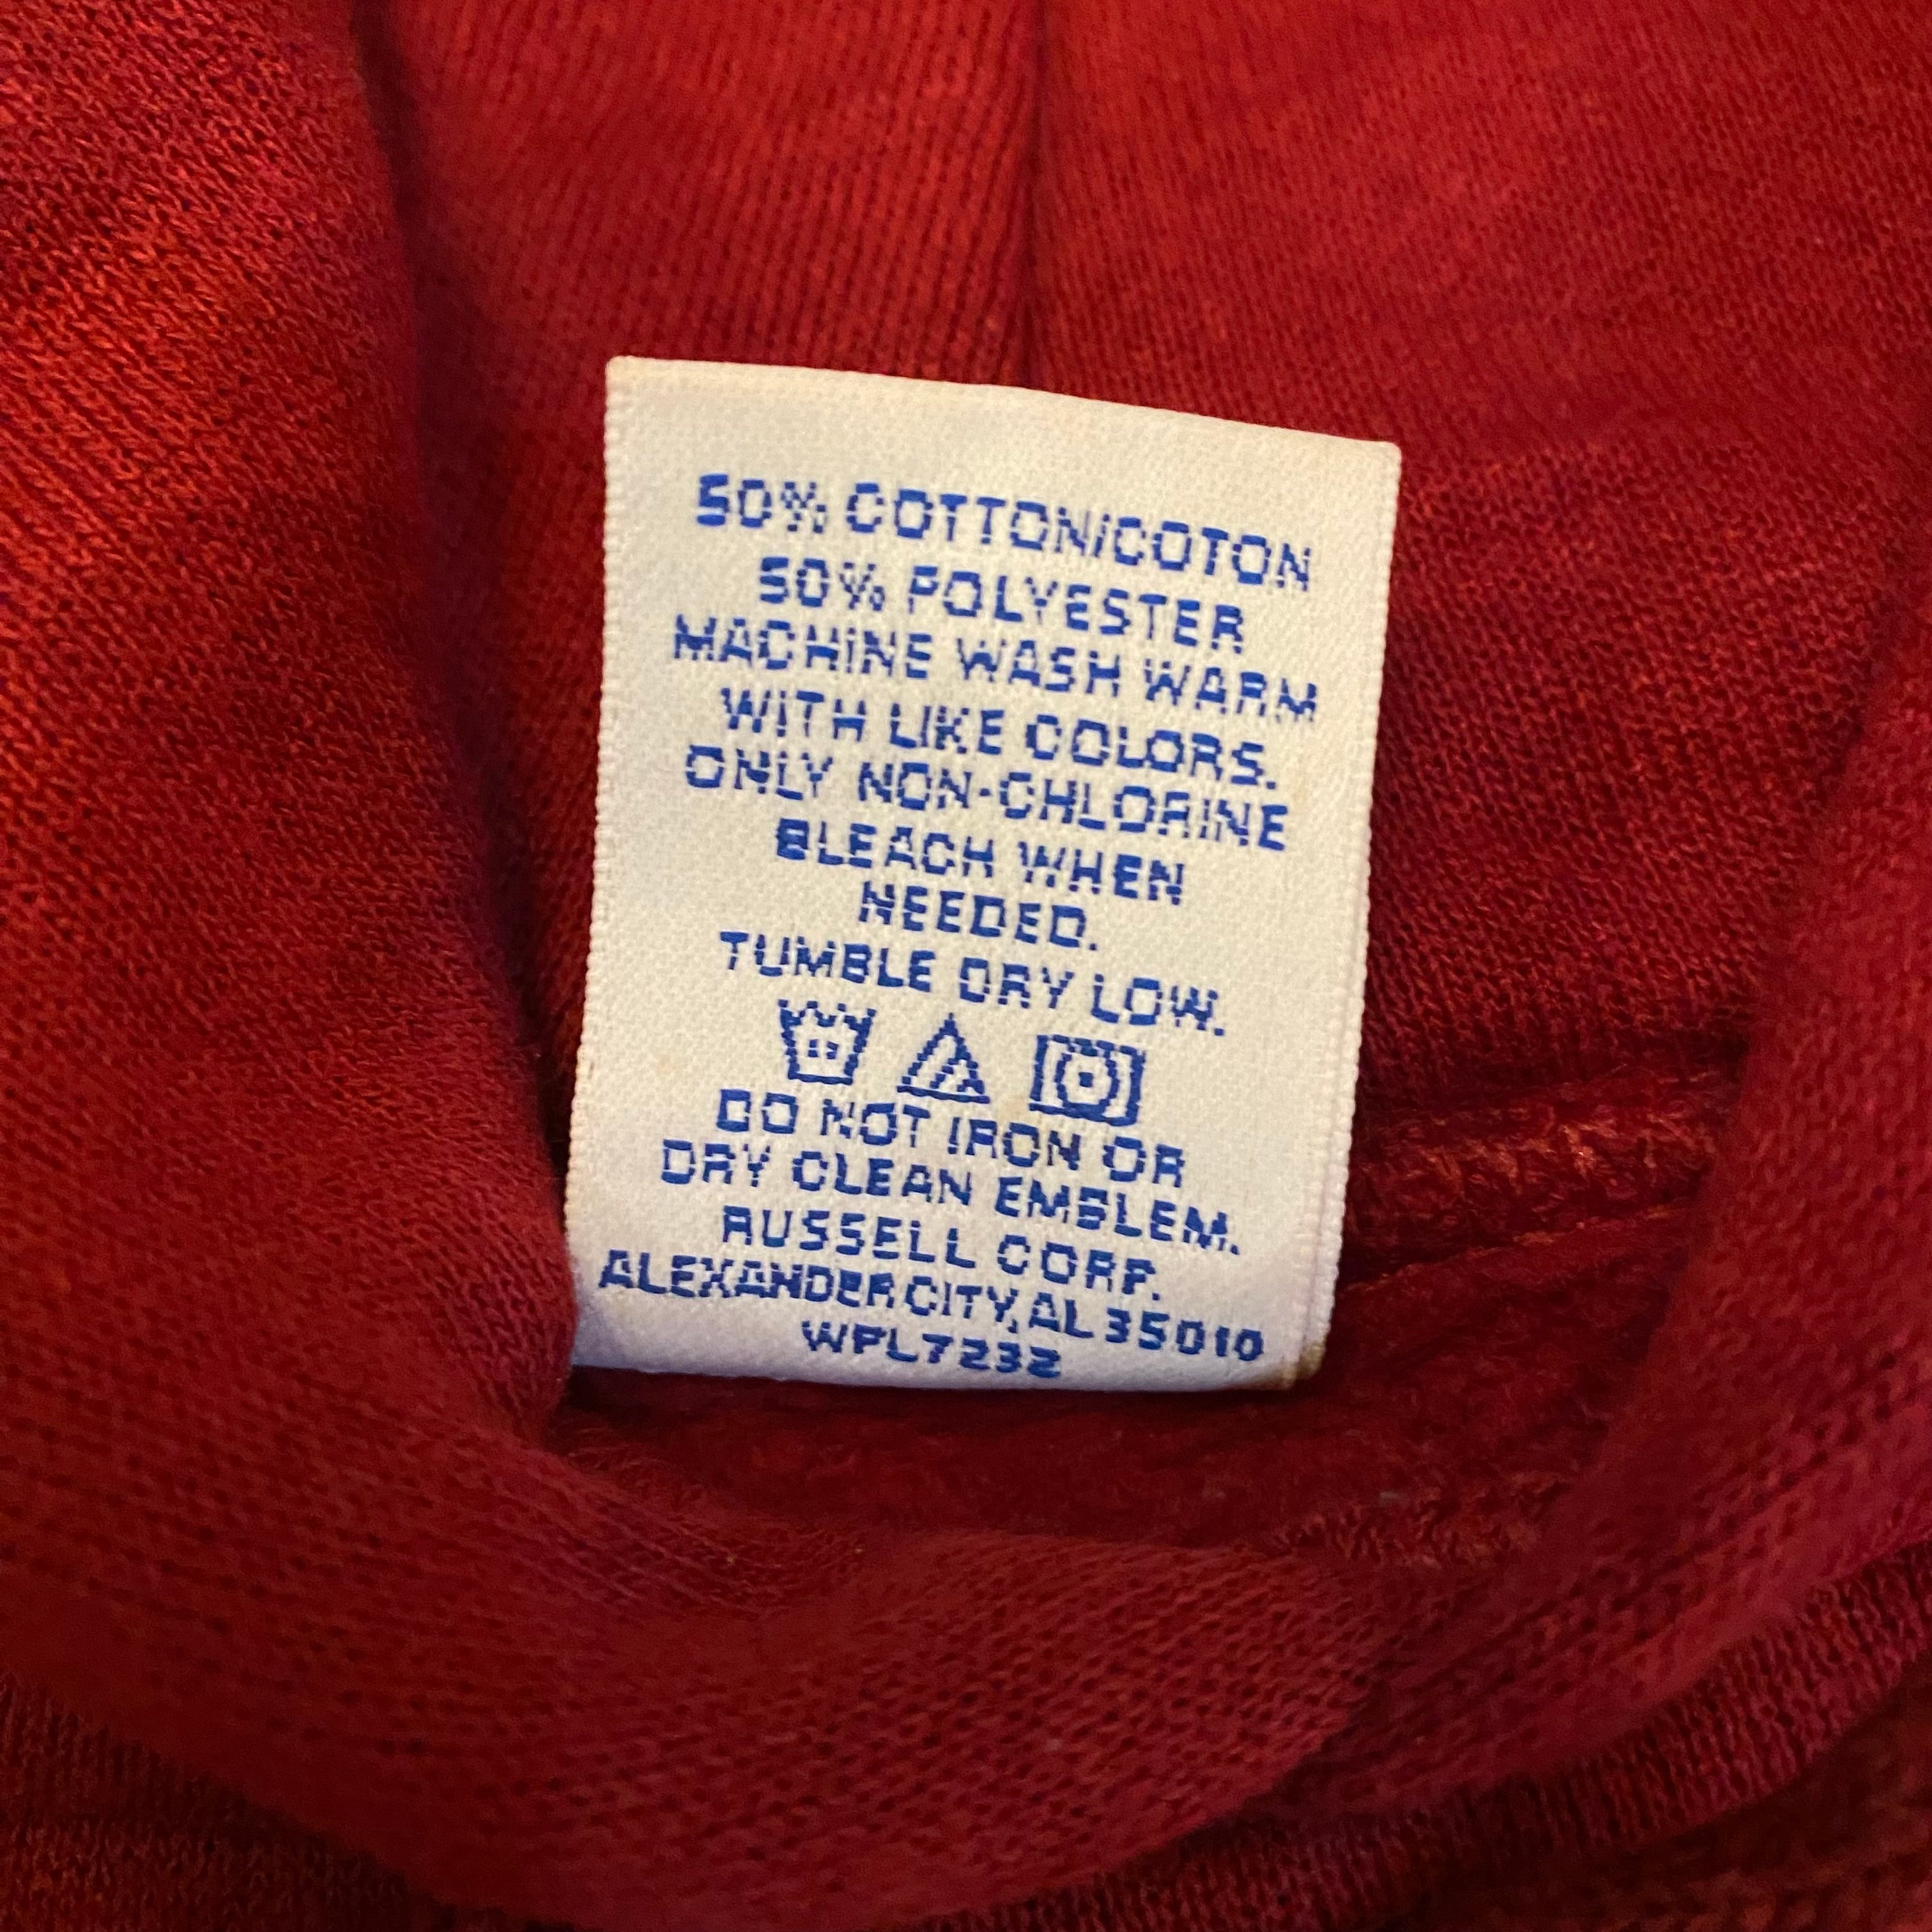 50% COTTON/COTON
50% POLYESTER
MACHINE WASH WARM
WITH LIKE COLORS.
ONLY NON-CHLORINE
BLEACH WHEN
NEEDED.
TUMBLE DRY LOW.
DO NOT IRON OR
DRY CLEAN EMBLEM.
RUSSELL CORP.
ALEXANDER CITY, AL 35010
WPL7232